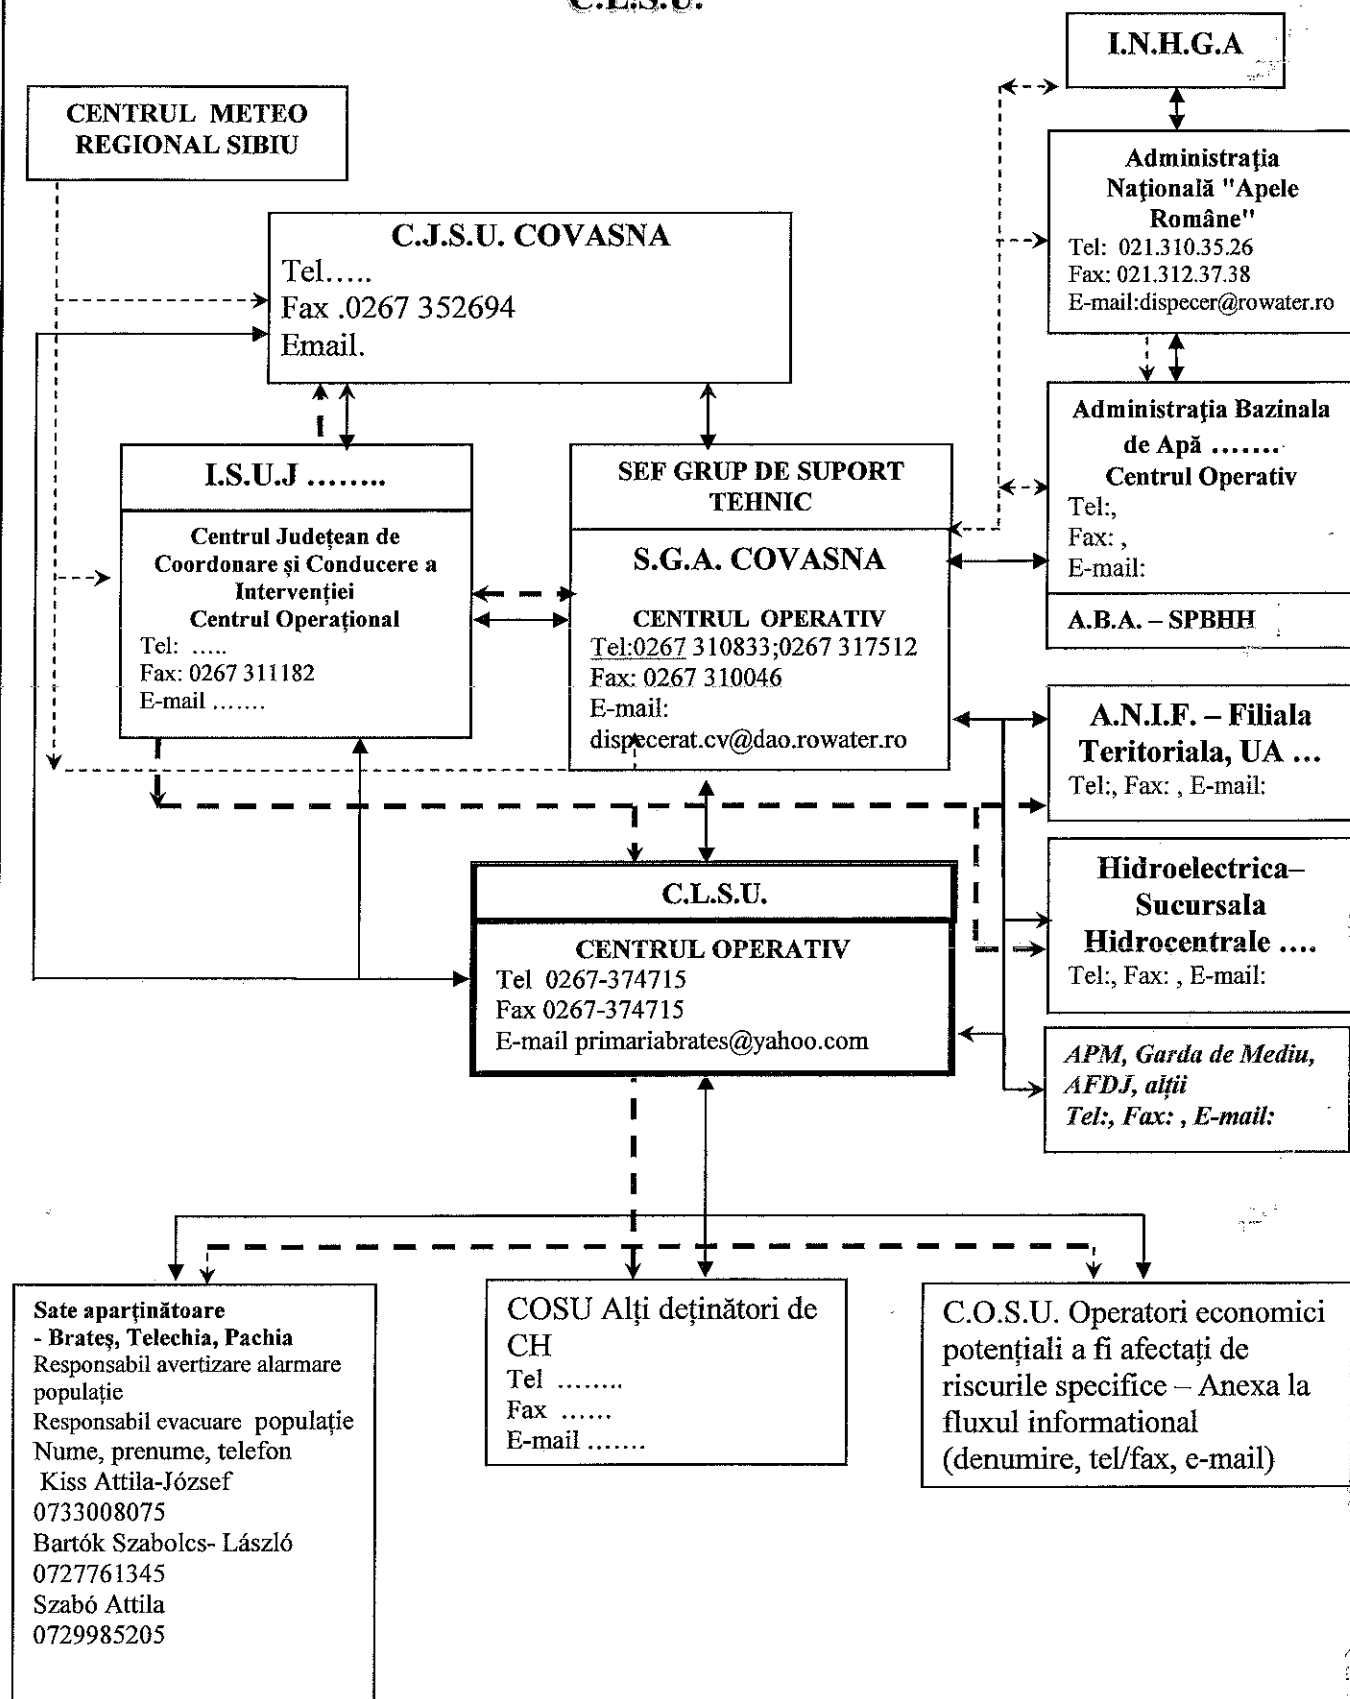 C.L.S.U.
I.N.H.G.A
CENTRUL METEO
REGIONAL SIBIU
Administraţia
Naţională "Apele
Române"
Tel: 021.310.35.26
Fax: 021.312.37.38
E-mail:dispecer@rowater.ro
C.J.S.U. COVASNA
Tel.....
Fax .0267 352694
Email.
Administraţia Bazinala
de Apă .......
Centrul Operativ
Tel:,
Fax: ,
E-mail:
A.B.A. – SPBHH
I.S.U.J ........
Centrul Județean de
Coordonare și Conducere a
Intervenției
Centrul Operațional
Tel: .....
Fax: 0267 311182
E-mail .......
SEF GRUP DE SUPORT
TEHNIC
S.G.A. COVASNA
CENTRUL OPERATIV
Tel:0267 310833;0267 317512
Fax: 0267 310046
E-mail:
dispecerat.cv@dao.rowater.ro
A.N.I.F. – Filiala
Teritoriala, UA ...
Tel:, Fax: , E-mail:
Hidroelectrica–
Sucursala
Hidrocentrale ....
Tel:, Fax: , E-mail:
C.L.S.U.
CENTRUL OPERATIV
Tel 0267-374715
Fax 0267-374715
E-mail primariabrates@yahoo.com
APM, Garda de Mediu,
AFDJ, alții
Tel:, Fax: , E-mail:
Sate aparținătoare
- Brateş, Telechia, Pachia
Responsabil avertizare alarmare
populație
Responsabil evacuare populație
Nume, prenume, telefon
Kiss Attila-József
0733008075
Bartók Szabolcs- László
0727761345
Szabó Attila
0729985205
COSU Alți deținători de
CH
Tel ........
Fax ......
E-mail .......
C.O.S.U. Operatori economici
potențiali a fi afectați de
riscurile specifice – Anexa la
fluxul informational
(denumire, tel/fax, e-mail)